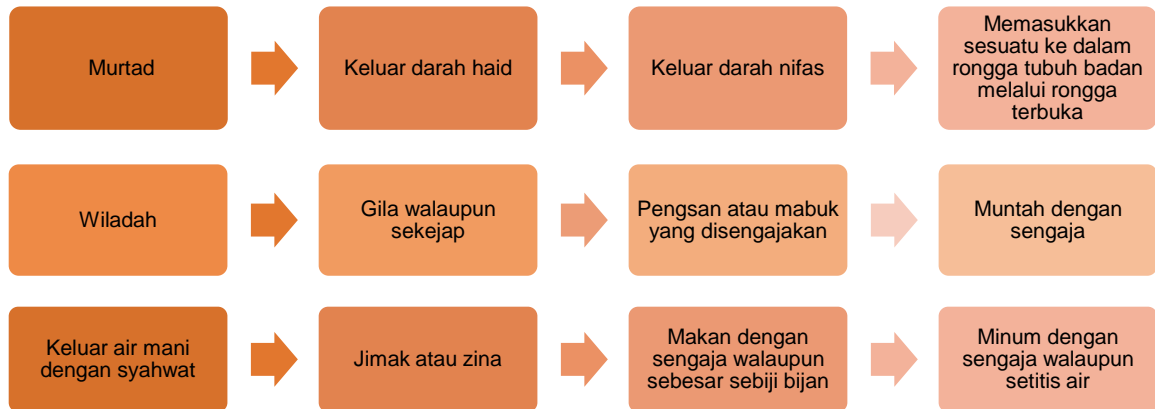 Murtad
Keluar darah haid
Keluar darah nifas
Memasukkan
sesuatu ke dalam
rongga tubuh badan
melalui rongga
terbuka
Wiladah
Gila walaupun
sekejap
Pengsan atau mabuk
yang disengajakan
Muntah dengan
sengaja
Keluar air mani
dengan syahwat
Jimak atau zina
Makan dengan
sengaja walaupun
sebesar sebiji bijan
Minum dengan
sengaja walaupun
setitis air